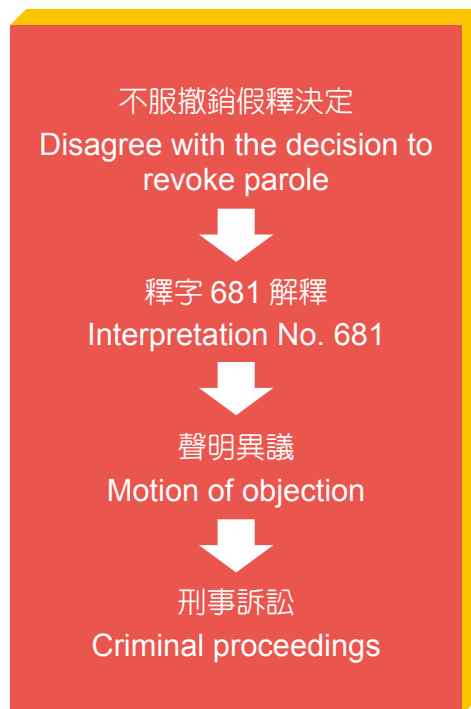 不服撤銷假釋決定
Disagree with the decision to
revoke parole
釋字 681 解釋
Interpretation No. 681
聲明異議
Motion of objection
刑事訴訟
Criminal proceedings